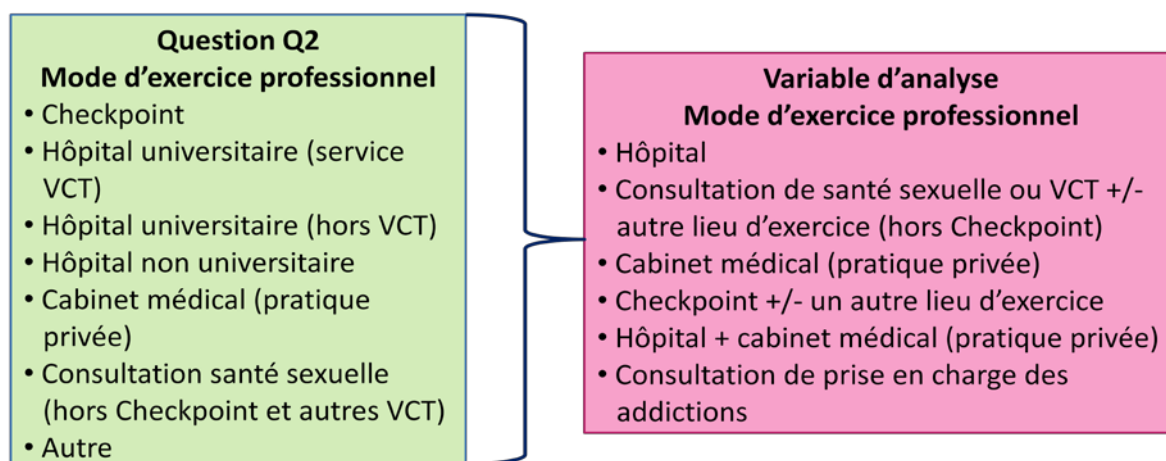 Question Q2
Mode d'exercice professionnel
• Checkpoint
• Hôpital universitaire (service
VCT)
• Hôpital universitaire (hors VCT)
• Hôpital non universitaire
• Cabinet médical (pratique
privée)
• Consultation santé sexuelle
(hors Checkpoint et autres VCT)
• Autre
Variable d'analyse
Mode d'exercice professionnel
• Hôpital
• Consultation de santé sexuelle ou VCT +/-
autre lieu d'exercice (hors Checkpoint)
• Cabinet médical (pratique privée)
• Checkpoint +/- un autre lieu d'exercice
• Hôpital + cabinet médical (pratique privée)
• Consultation de prise en charge des
addictions